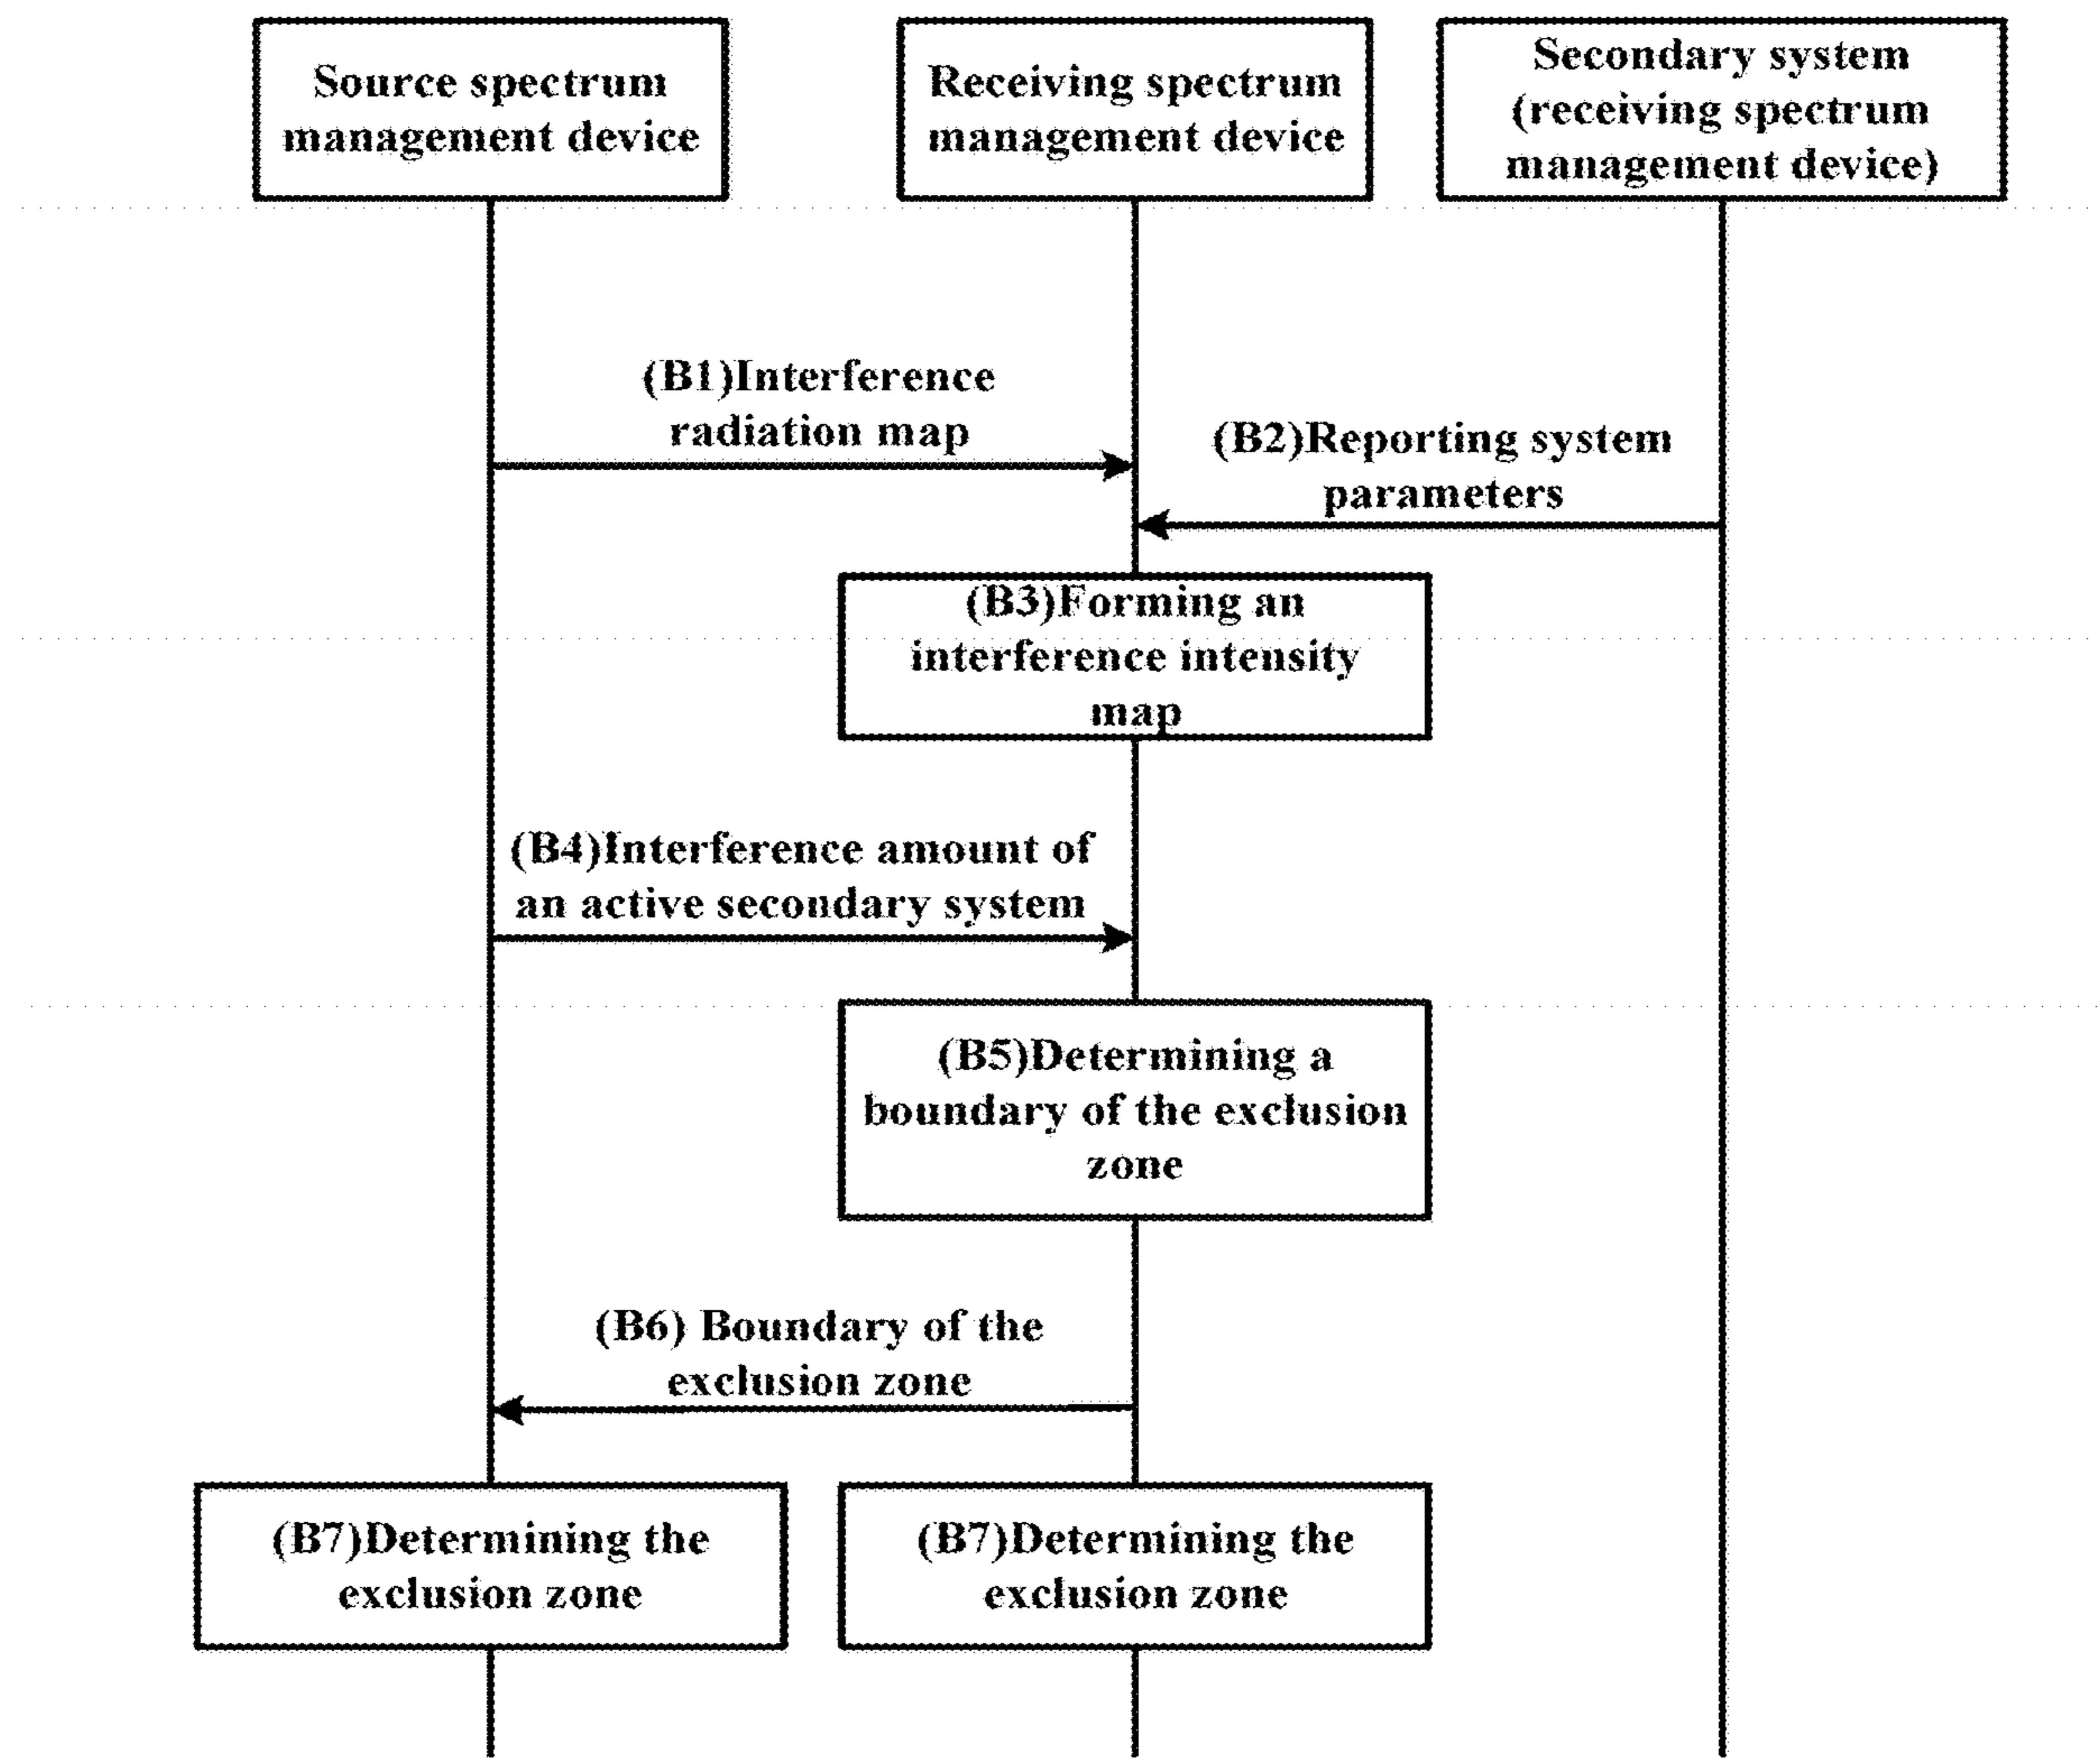 Source spectrum
management device
Receiving spectrum
management device
Secondary system
(receiving spectrum
management device)
(B1)Interference
radiation map
(B2)Reporting system
parameters
(B3)Forming an
interference intensity
map
(B4)Interference amount of
an active secondary system
(B5)Determining a
boundary of the exclusion
zone
(B6) Boundary of the
exclusion zone
(B7)Determining the
exclusion zone
(B7)Determining the
exclusion zone